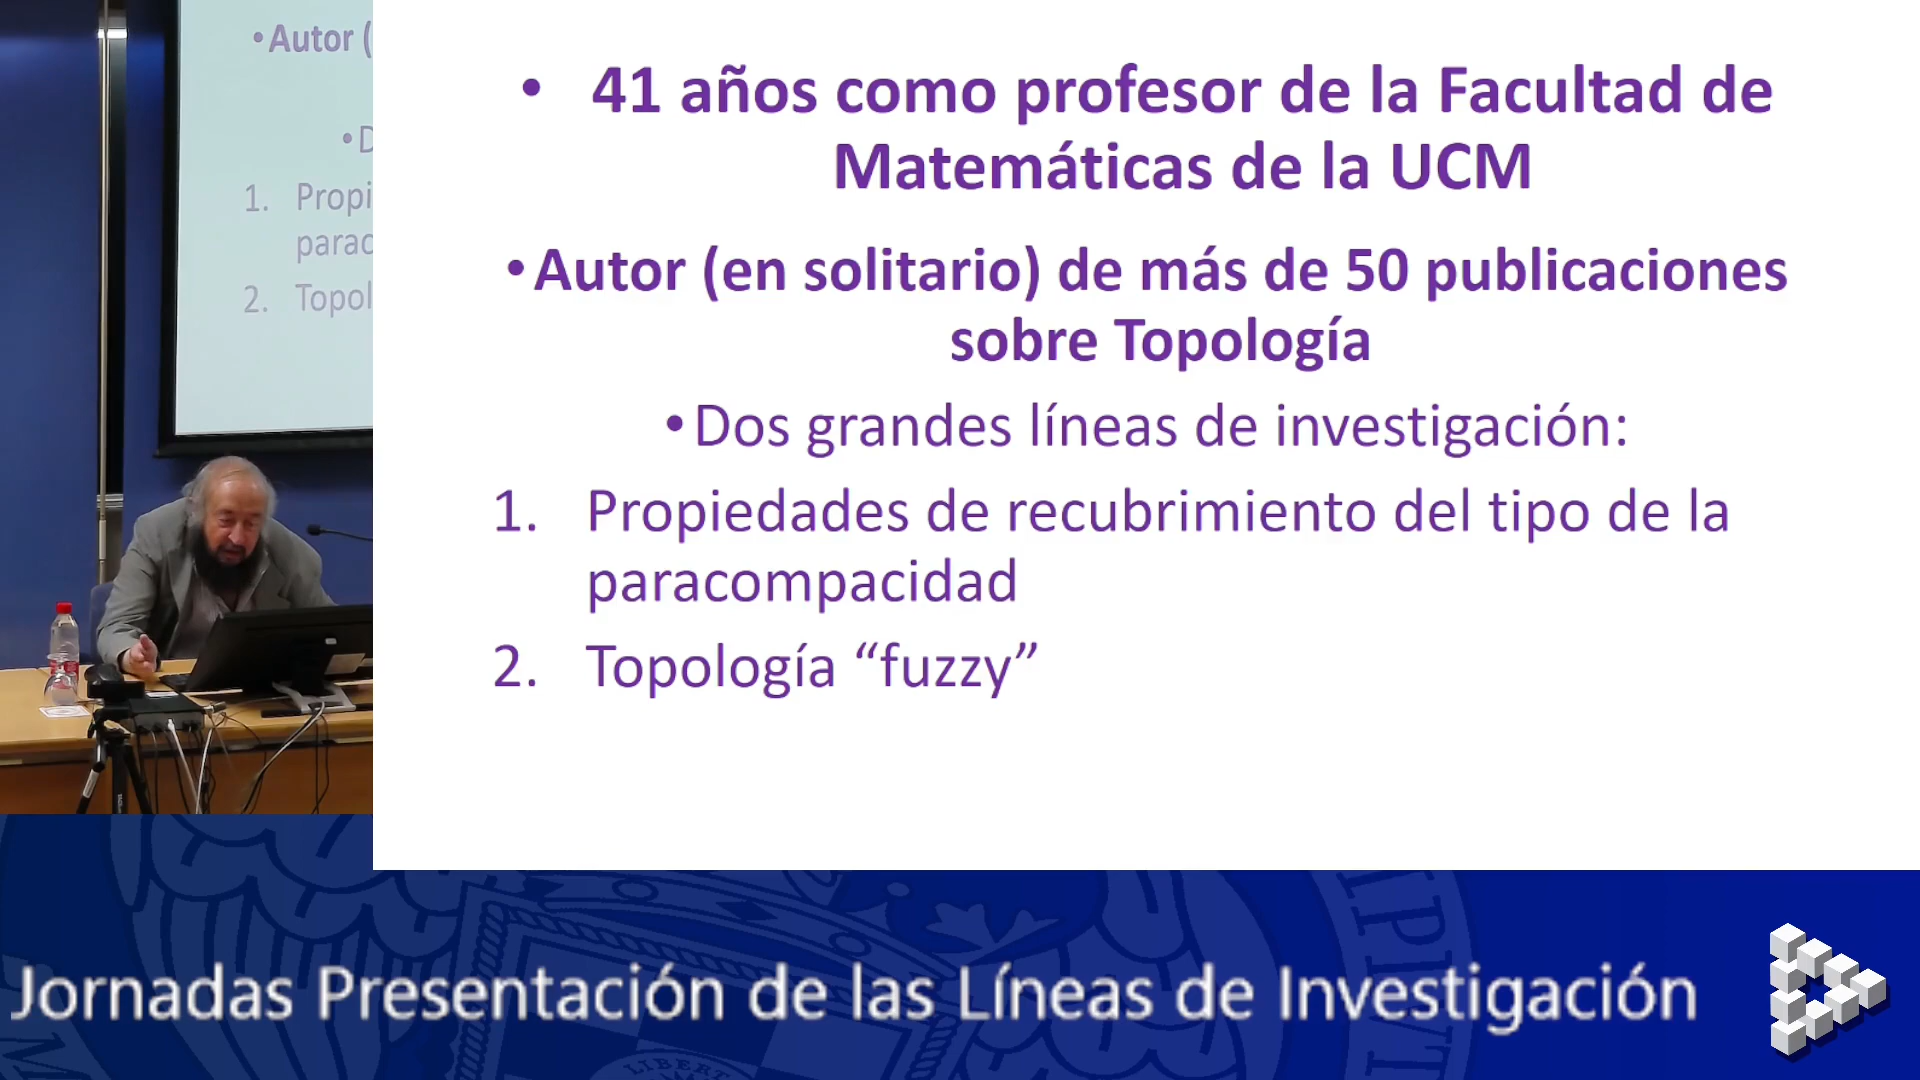 •Autor (
1. Propi
parac
2. Topol
• 41 años como profesor de la Facultad de
Matemáticas de la UCM
•Autor (en solitario) de más de 50 publicaciones
sobre Topología
•Dos grandes líneas de investigación:
1. Propiedades de recubrimiento del tipo de la
paracompacidad
2. Topología “fuzzy”
Jornadas Presentación de las Líneas de Investigación
LIBERT